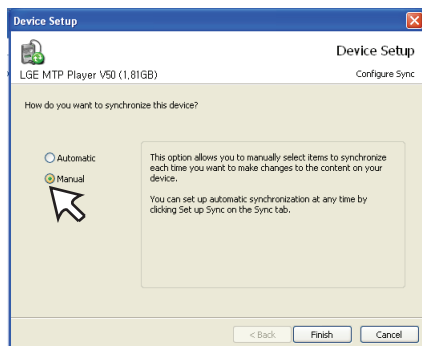 Device Setup
Device Setup
LGE MTP Player V50 (1,81GB)
Configure Sync
How do you want to synchronize this device?
Automatic
Manual
This option allows you to manually select items to synchronize
each time you want to make changes to the content on your
device.
You can set up automatic synchronization at any time by
clicking Set up Sync on the Sync tab.
< Back
Finish
Cancel